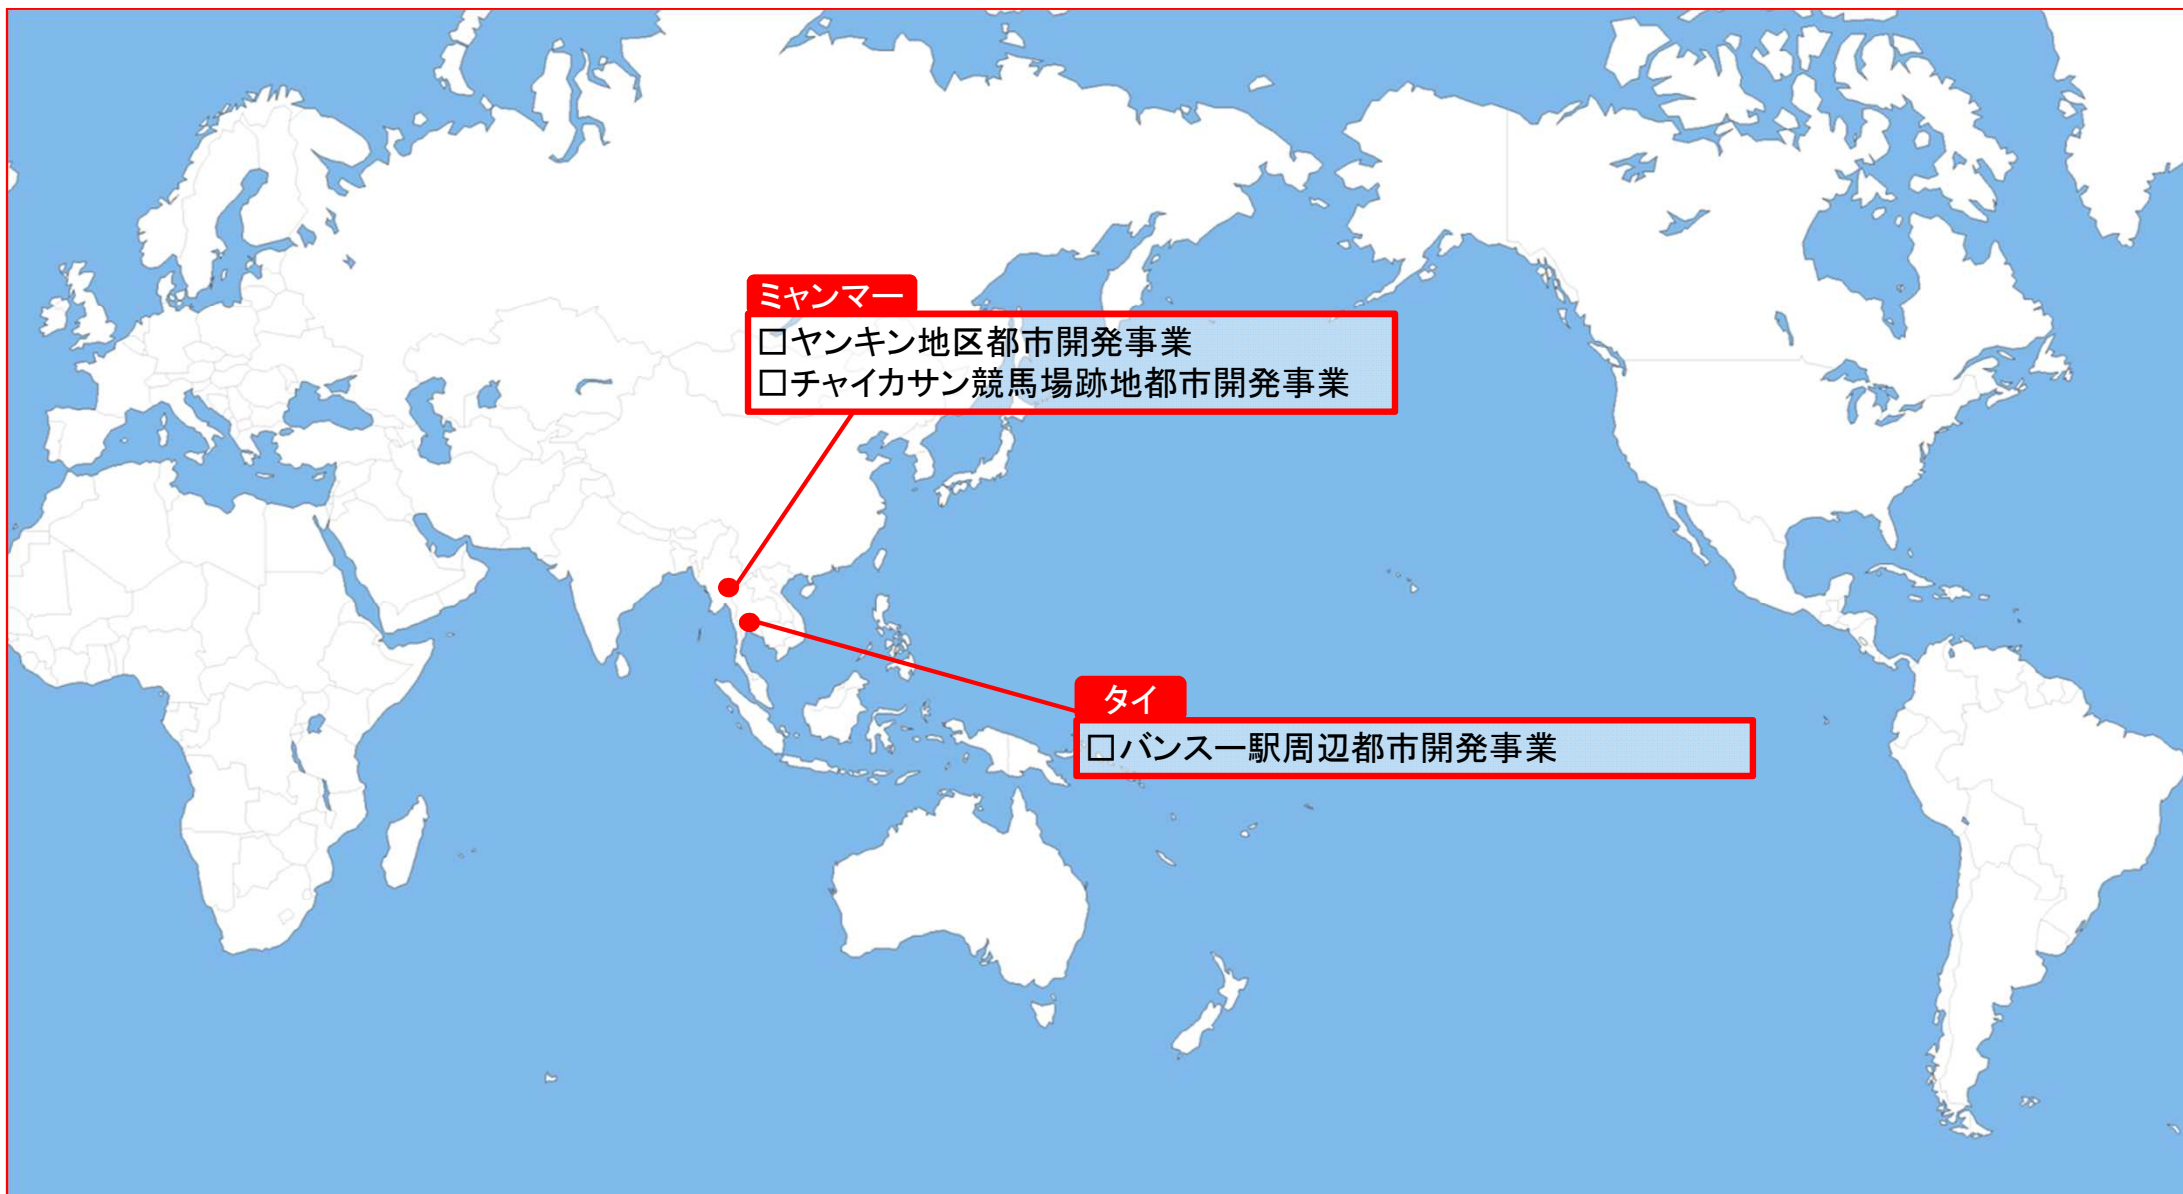 ミャンマー
□ヤンキン地区都市開発事業
□チャイカサン競馬場跡地都市開発事業
タイ
□バンスー駅周辺都市開発事業